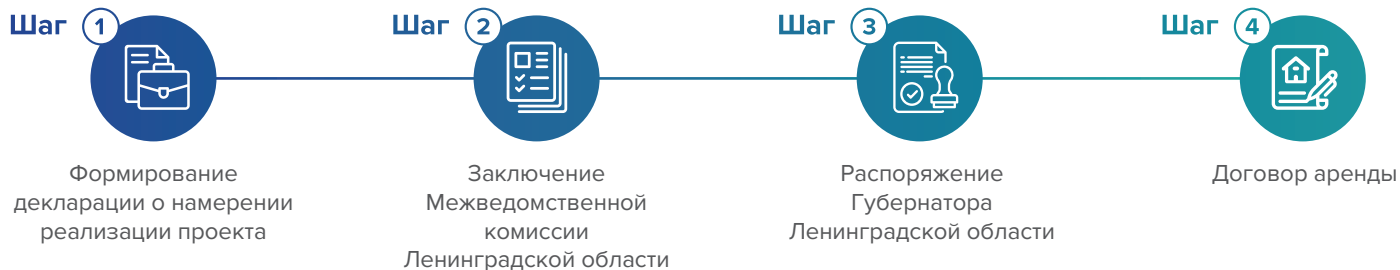 Шаг 1
Формирование
декларации о намерении
реализации проекта
Шаг 2
Заключение
Межведомственной
комиссии
Ленинградской области
Шаг 3
Распоряжение
Губернатора
Ленинградской области
Шаг 4
Договор аренды